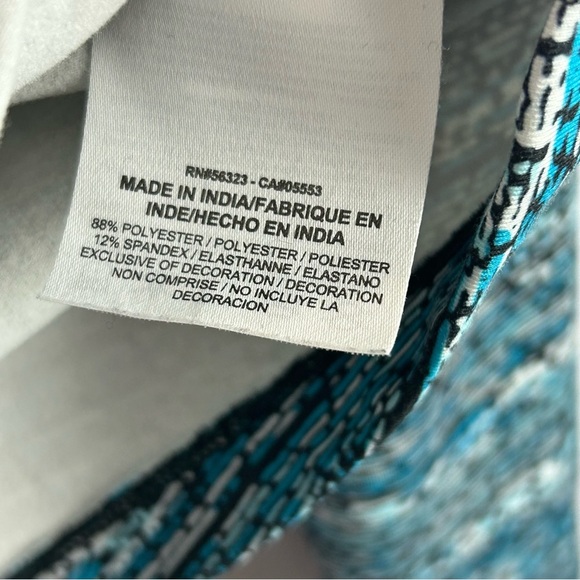 RN#56323 - CA#05553
MADE IN INDIA/FABRIQUE EN
INDE/HECHO EN INDIA
88% POLYESTER / POLYESTER / POLIESTER
12% SPANDEX / ELASTHANNE / ELASTANO
EXCLUSIVE OF DECORATION / DECORATION
NON COMPRISE / NO INCLUYE LA
DECORACION